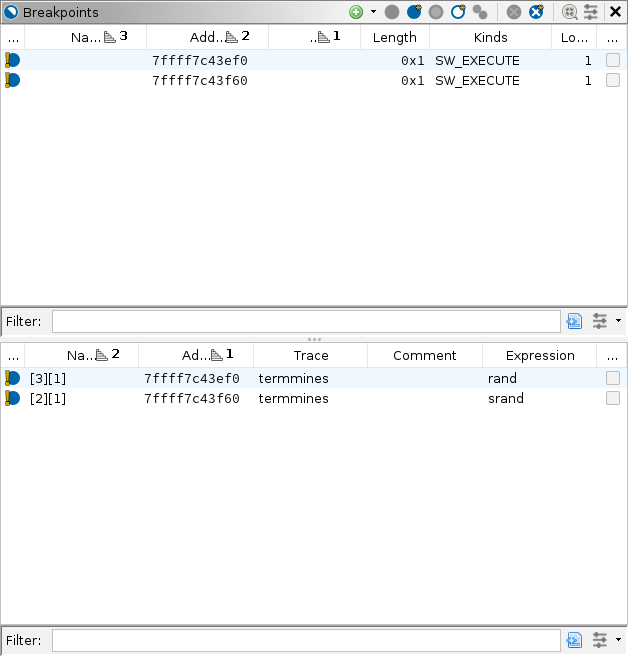 Breakpoints
... Na... 3 Add... 2 ... 1 Length Kinds Lo... ...
7ffff7c43ef0 0x1 SW_EXECUTE 1
7ffff7c43f60 0x1 SW_EXECUTE 1
Filter:
... Na... 2 Ad... 1 Trace Comment Expression ...
[3][1] 7ffff7c43ef0 termmines rand
[2][1] 7ffff7c43f60 termmines srand
Filter: